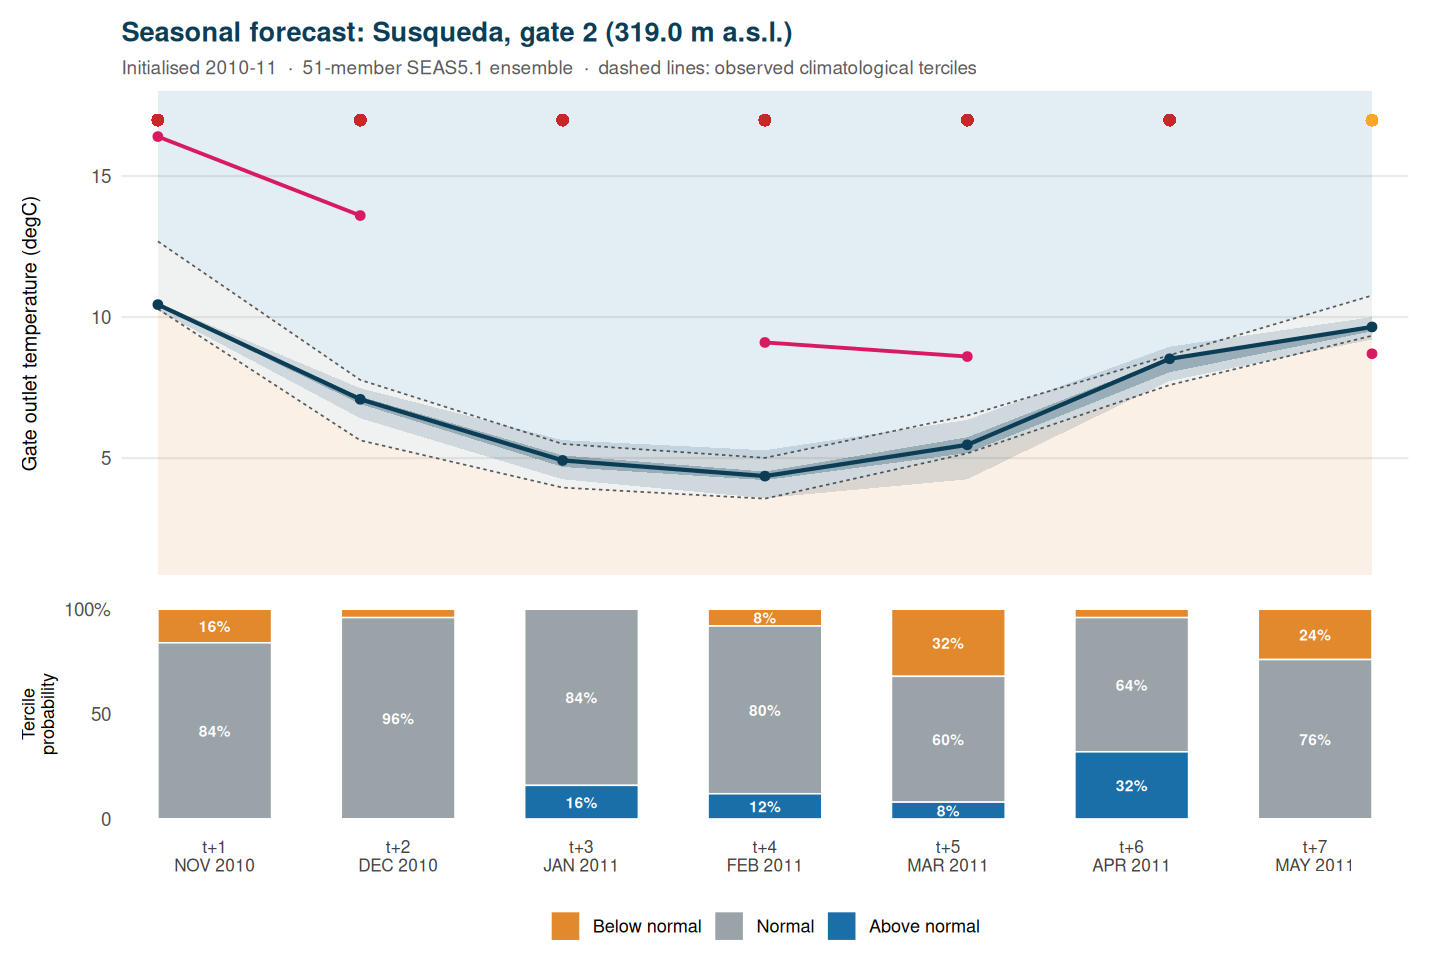 Seasonal forecast: Susqueda, gate 2 (319.0 m a.s.l.)
Initialised 2010-11 · 51-member SEAS5.1 ensemble · dashed lines: observed climatological terciles
Gate outlet temperature (degC)
15
10
5
Tercile
probability
100%
50
0
16%
84%
96%
84%
16%
8%
80%
12%
32%
60%
8%
64%
32%
24%
76%
t+1
NOV 2010
t+2
DEC 2010
t+3
JAN 2011
t+4
FEB 2011
t+5
MAR 2011
t+6
APR 2011
t+7
MAY 2011
Below normal
Normal
Above normal